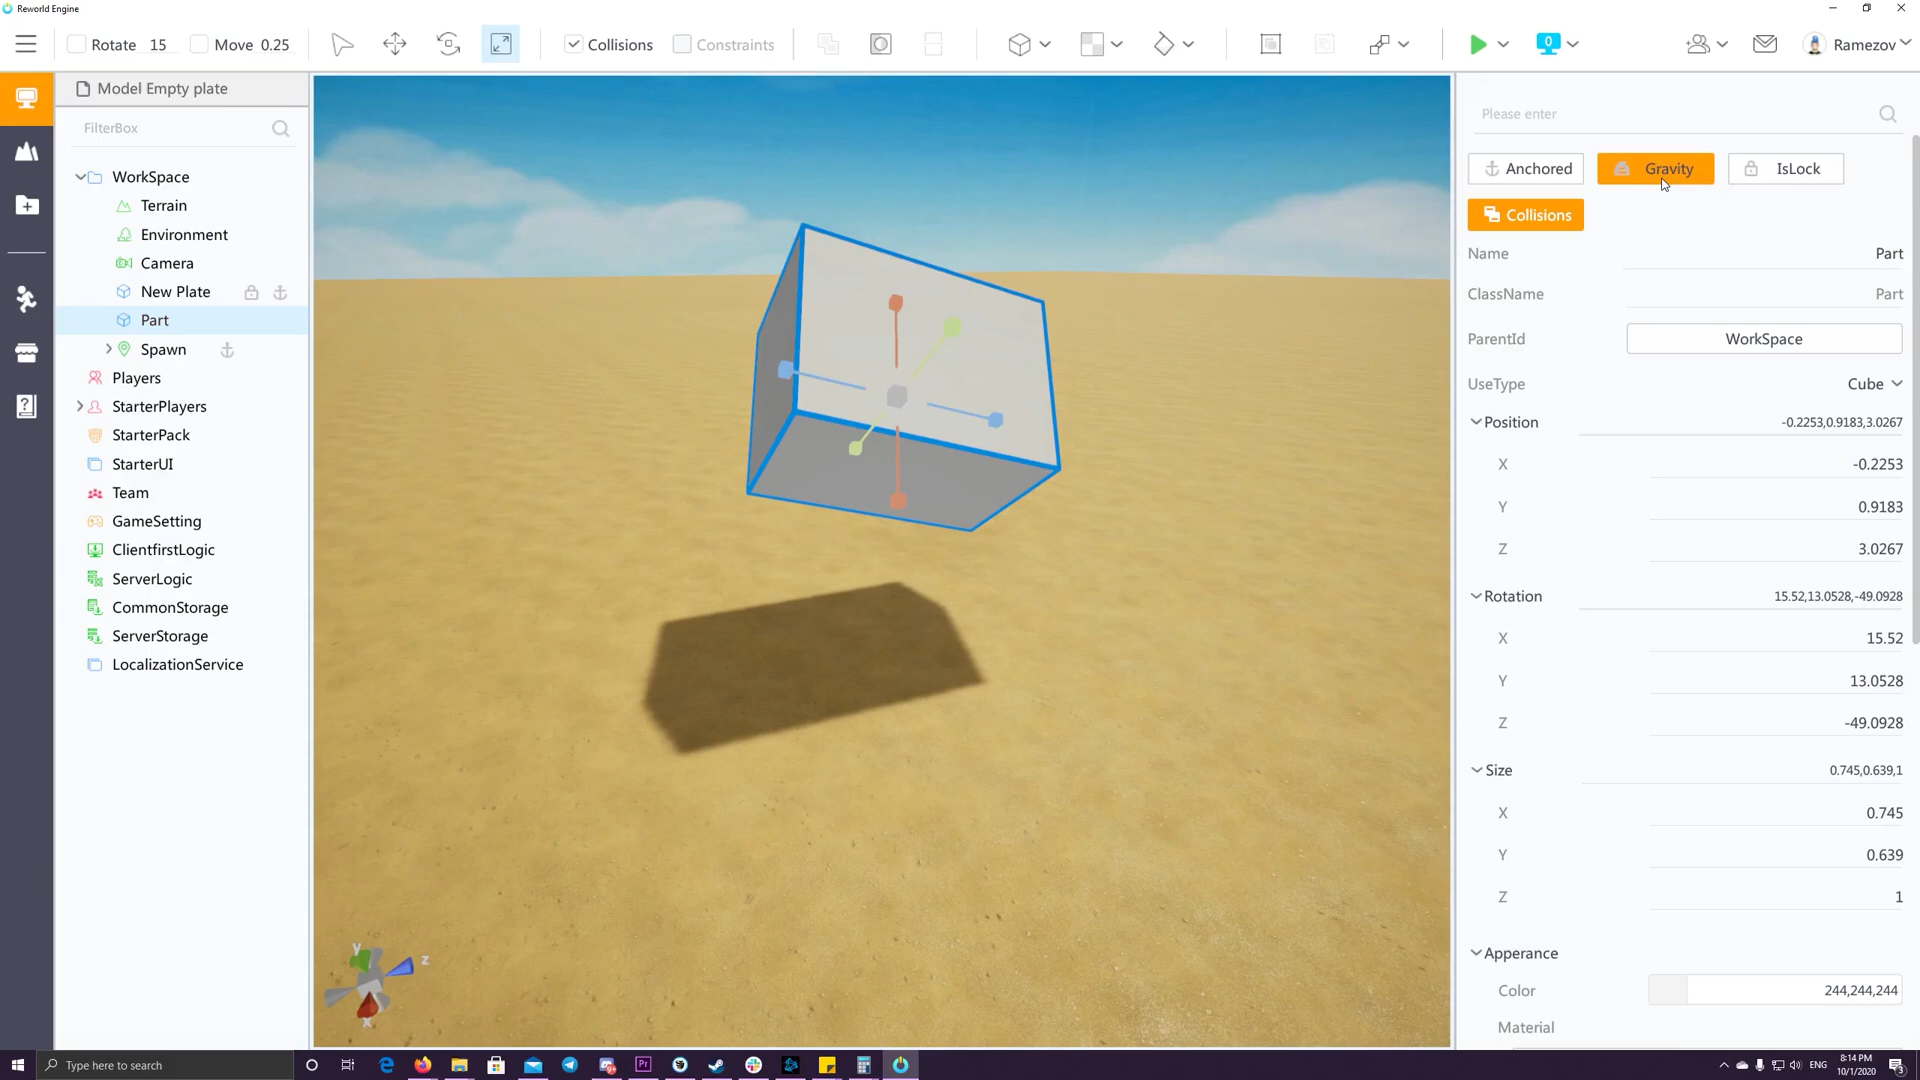 Reworld Engine
Rotate 15 Move 0.25 Collisions Constraints 0 Ramezov
Model Empty plate
FilterBox
WorkSpace
Terrain
Environment
Camera
New Plate
Part
Spawn
Players
StarterPlayers
StarterPack
StarterUI
Team
GameSetting
ClientfirstLogic
ServerLogic
CommonStorage
ServerStorage
LocalizationService
y
z
x
Please enter
Anchored Gravity IsLock
Collisions
Name Part
ClassName Part
ParentId WorkSpace
UseType Cube
Position -0.2253,0.9183,3.0267
X -0.2253
Y 0.9183
Z 3.0267
Rotation 15.52,13.0528,-49.0928
X 15.52
Y 13.0528
Z -49.0928
Size 0.745,0.639,1
X 0.745
Y 0.639
Z 1
Apperance
Color 244,244,244
Material
Type here to search
Pr
ENG
8:14 PM
10/1/2020